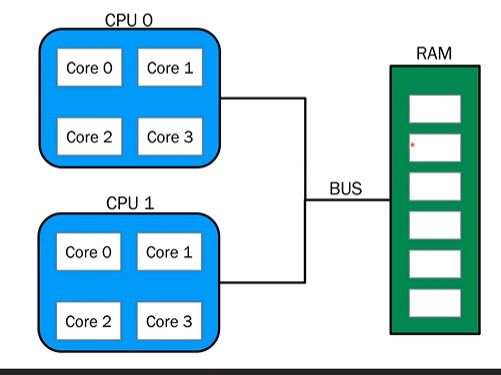 CPU 0
Core 0 Core 1
Core 2 Core 3
CPU 1
Core 0 Core 1
Core 2 Core 3
BUS
RAM